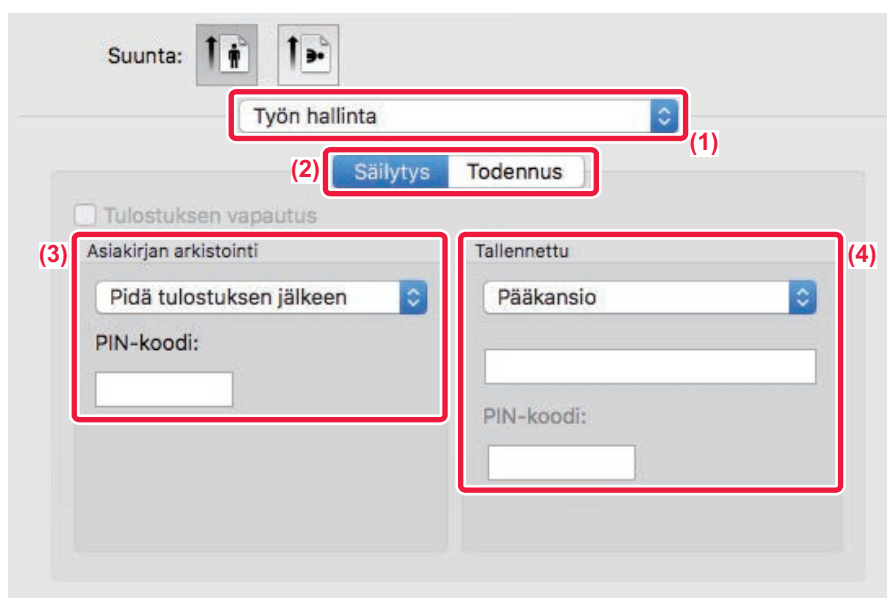 Suunta:
Työn hallinta
(1)
(2)
Säilytys
Todennus
Tulostuksen vapautus
(3)
Asiakirjan arkistointi
Pidä tulostuksen jälkeen
PIN-koodi:
Tallennettu
(4)
Pääkansio
PIN-koodi: